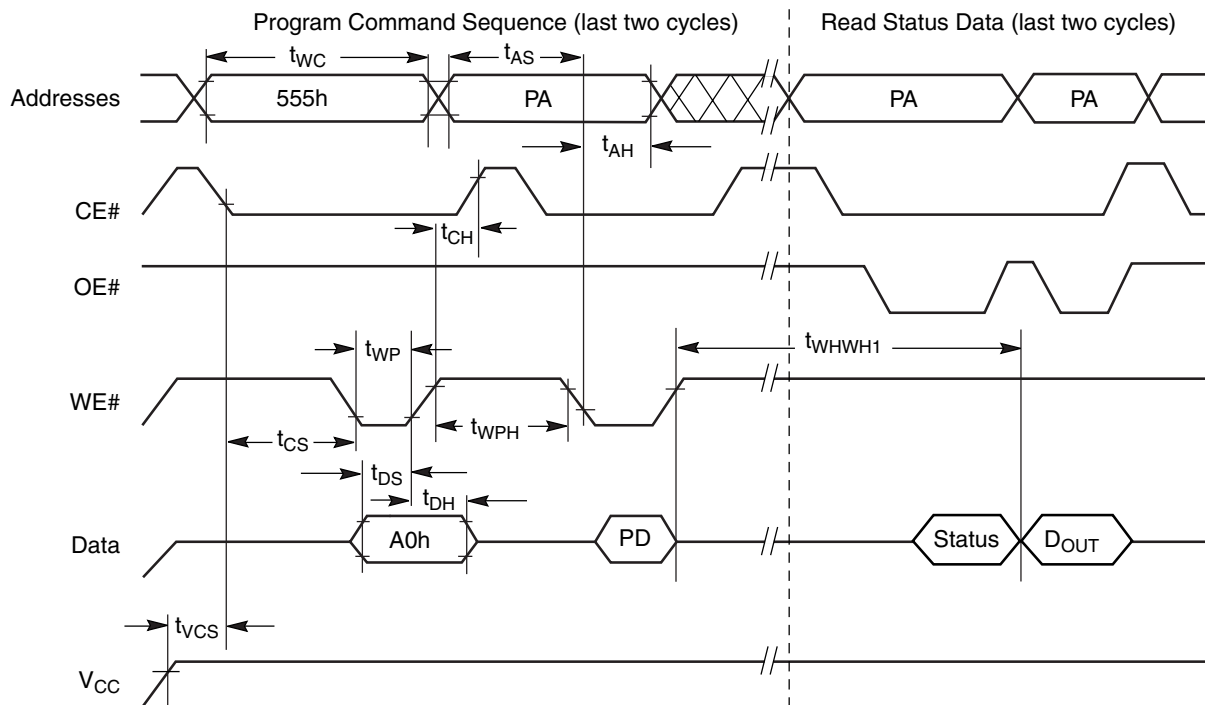 Program Command Sequence (last two cycles)
Read Status Data (last two cycles)
tWC
tAS
Addresses
555h
PA
PA
PA
tAH
CE#
tCH
OE#
tWP
tWHWH1
WE#
tCS
tWPH
tDS
tDH
Data
A0h
PD
Status
DOUT
tVCS
VCC